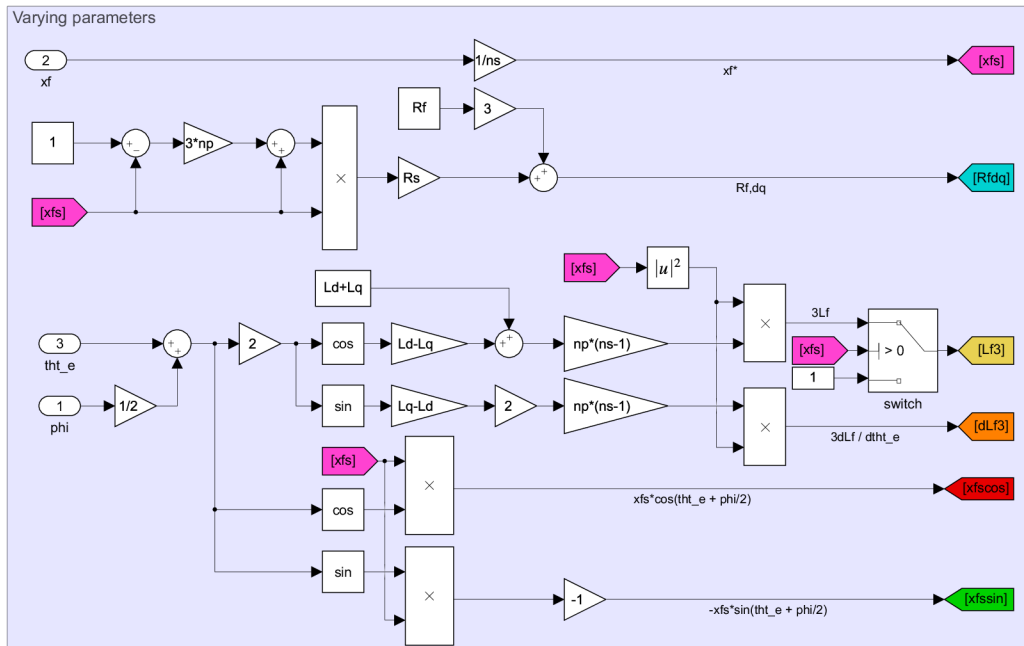 Varying parameters
2
xf
1/ns
xf*
[xfs]
Rf
3
1
+
−
3*np
+
+
×
Rs
+
+
Rf,dq
[Rfdq]
[xfs]
[xfs]
|u|²
Ld+Lq
3
tht_e
+
+
2
cos
Ld-Lq
+
+
np*(ns-1)
×
3Lf
[xfs]
> 0
1
switch
[Lf3]
1
phi
1/2
sin
Lq-Ld
2
np*(ns-1)
×
3dLf / dtht_e
[dLf3]
[xfs]
cos
×
xfs*cos(tht_e + phi/2)
[xfscos]
sin
×
-1
-xfs*sin(tht_e + phi/2)
[xfssin]